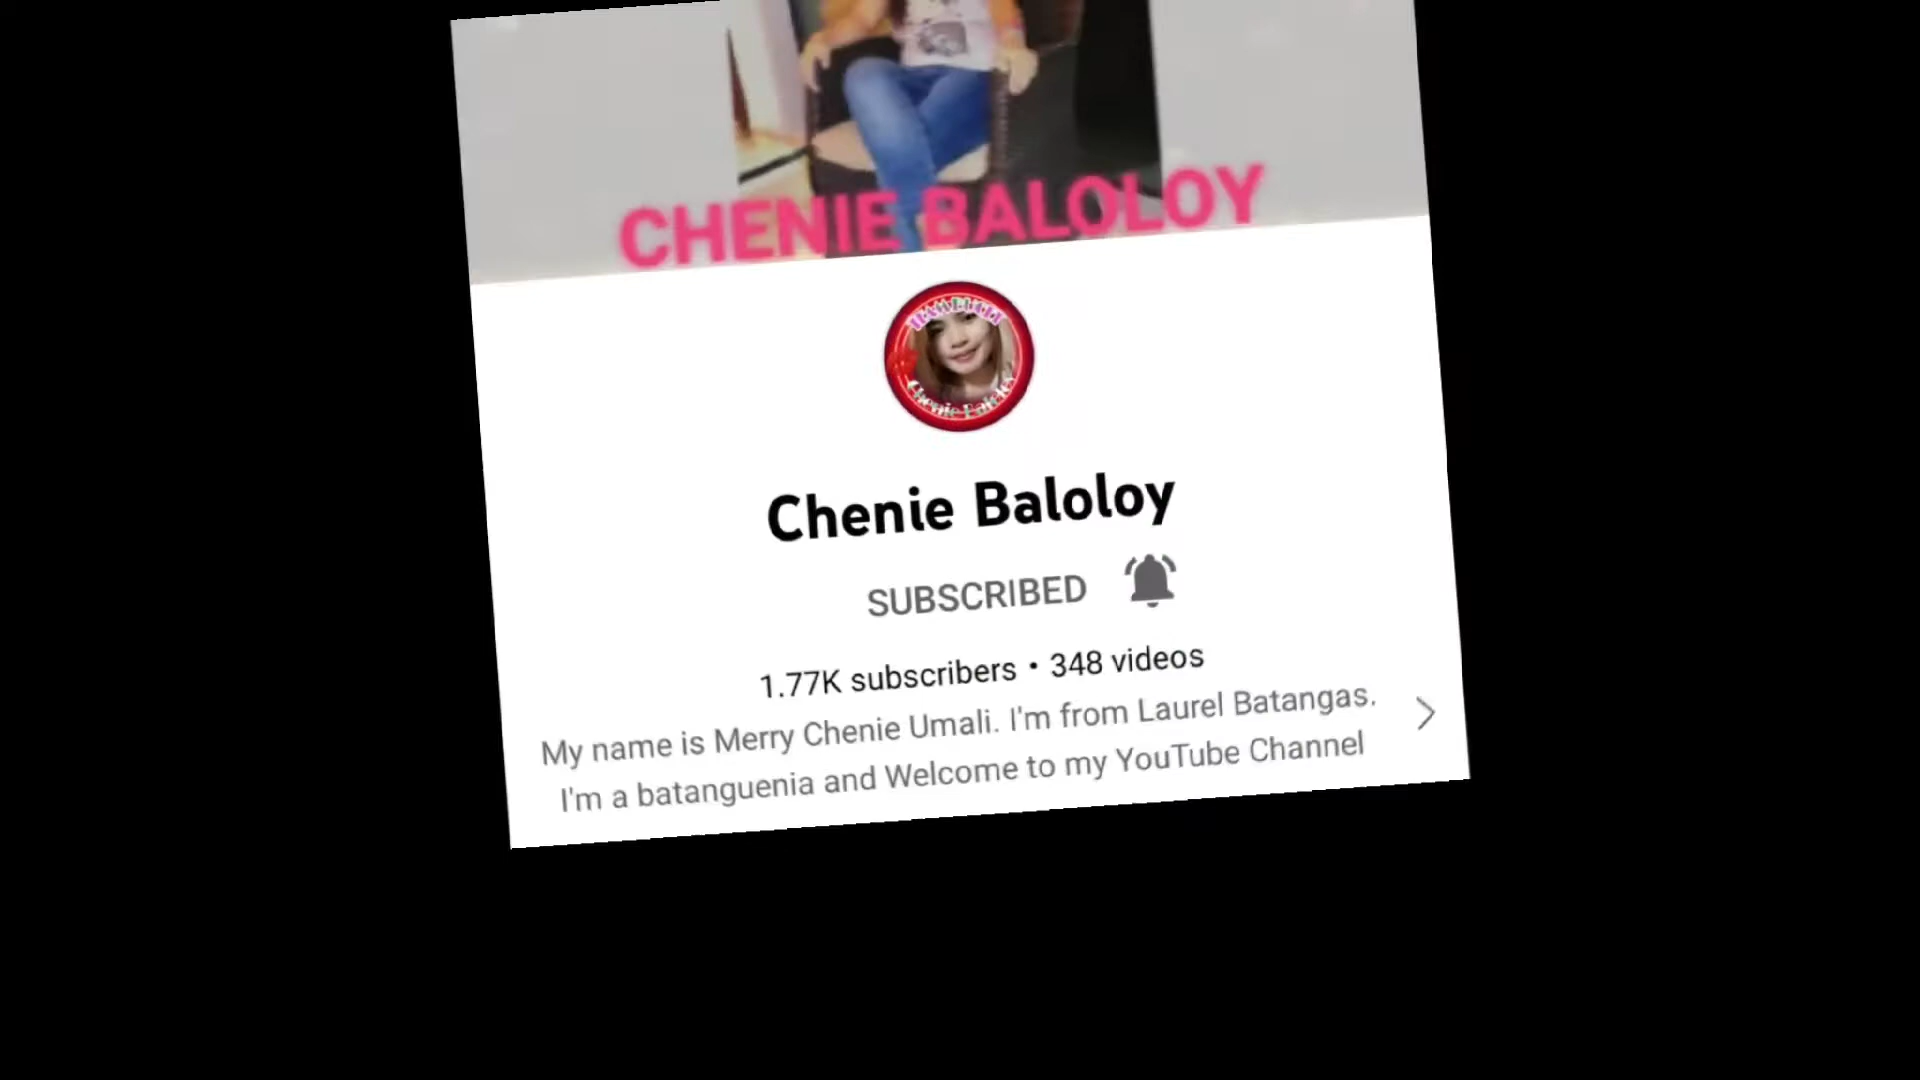 CHENIE BALOLOY
Chenie Baloloy
SUBSCRIBED
1.77K subscribers • 348 videos
My name is Merry Chenie Umali. I'm from Laurel Batangas.
I'm a batanguenia and Welcome to my YouTube Channel